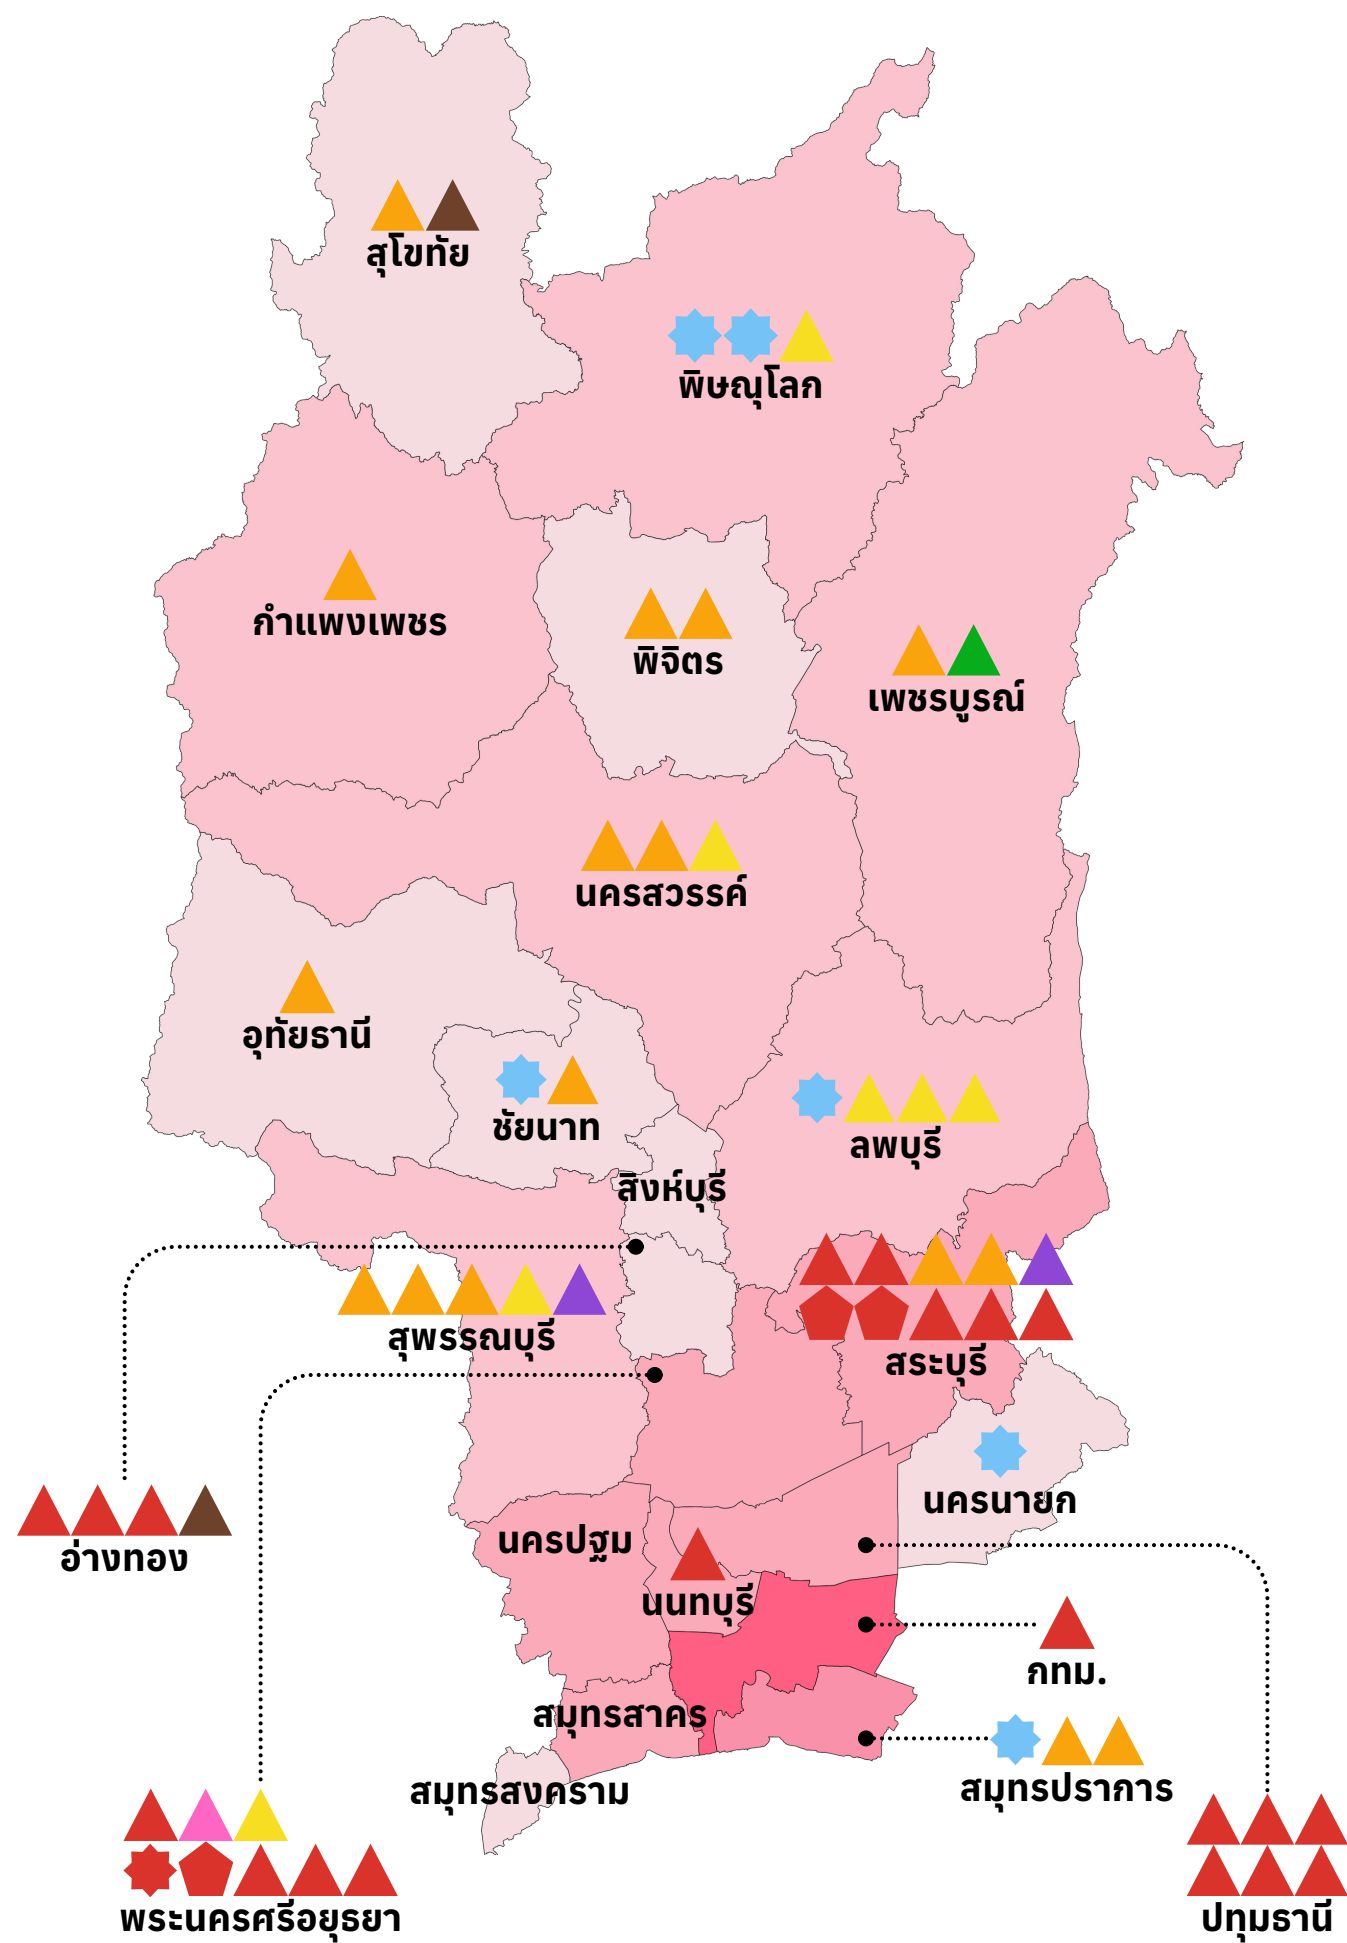 สุโขทัย
พิษณุโลก
กำแพงเพชร
พิจิตร
เพชรบูรณ์
นครสวรรค์
อุทัยธานี
ชัยนาท
ลพบุรี
สิงห์บุรี
สุพรรณบุรี
สระบุรี
นครนายก
อ่างทอง
นครปฐม
นนทบุรี
กทม.
สมุทรสาคร
สมุทรปราการ
สมุทรสงคราม
พระนครศรีอยุธยา
ปทุมธานี